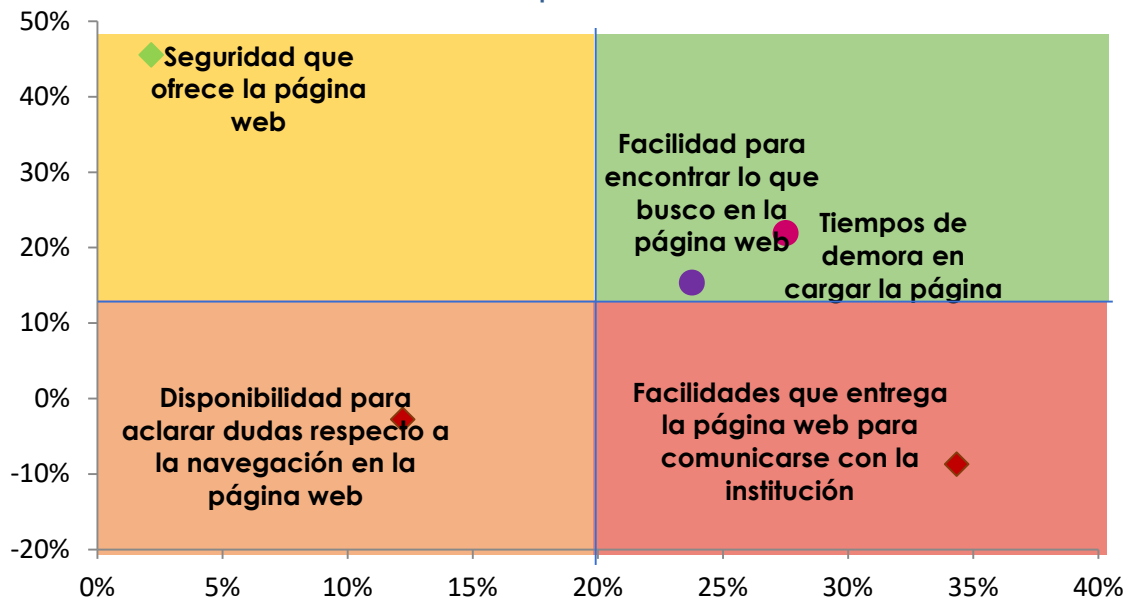 50%
40%
30%
20%
10%
0%
-10%
-20%
Seguridad que
ofrece la página
web
Facilidad para
encontrar lo que
busco en la
página web
Tiempos de
demora en
cargar la página
Disponibilidad para
aclarar dudas respecto a
la navegación en la
página web
Facilidades que entrega
la página web para
comunicarse con la
institución
0%
5%
10%
15%
20%
25%
30%
35%
40%